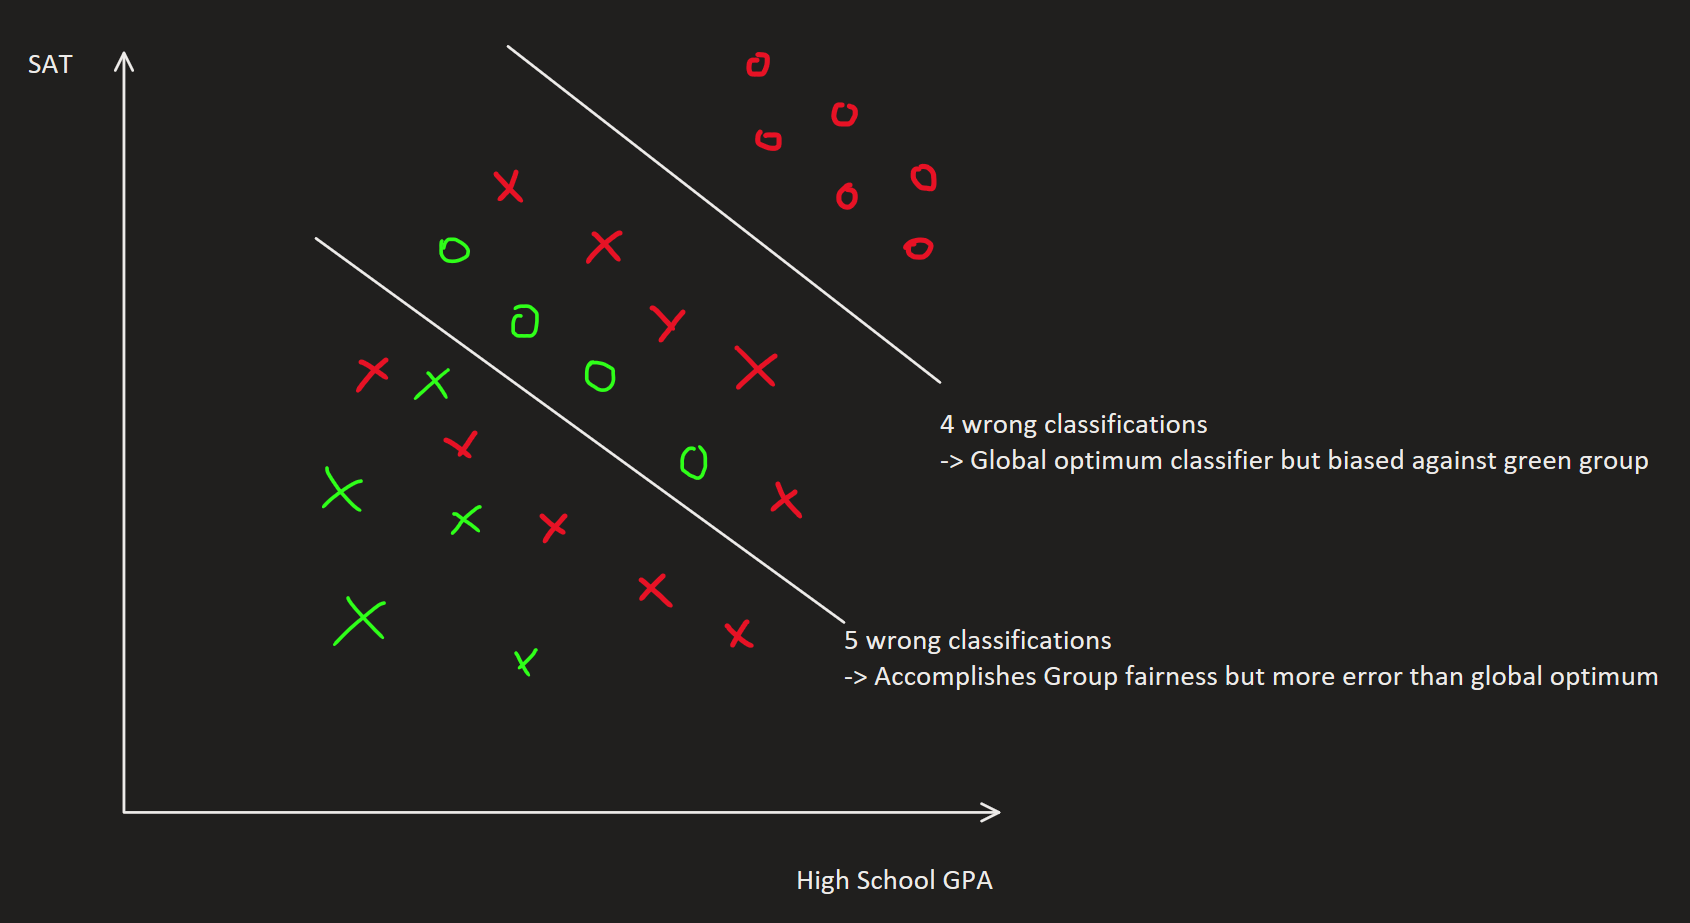 SAT
4 wrong classifications
-> Global optimum classifier but biased against green group
5 wrong classifications
-> Accomplishes Group fairness but more error than global optimum
High School GPA